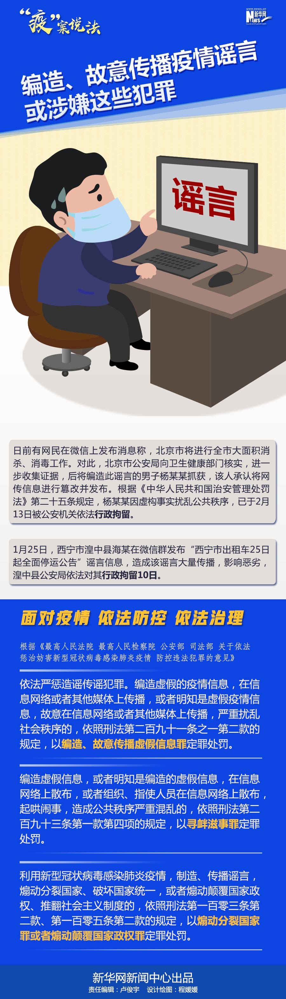 “疫”案说法
www.news.cn
新华网
NEWS
www.xinhuanet.com
编造、故意传播疫情谣言
或涉嫌这些犯罪
谣言
日前有网民在微信上发布消息称，北京市将进行全市大面积消
杀、消毒工作。对此，北京市公安局向卫生健康部门核实，进一
步收集证据，后将编造此谣言的男子杨某某抓获，该人承认将网
传信息进行篡改并发布。根据《中华人民共和国治安管理处罚
法》第二十五条规定，杨某某因虚构事实扰乱公共秩序，已于2月
13日被公安机关依法行政拘留。
1月25日，西宁市湟中县海某在微信群发布“西宁市出租车25日
起全面停运公告”谣言信息，造成该谣言大量传播，影响恶劣，
湟中县公安局依法对其行政拘留10日。
面对疫情 依法防控 依法治理
根据《最高人民法院 最高人民检察院 公安部 司法部 关于依法
惩治妨害新型冠状病毒感染肺炎疫情 防控违法犯罪的意见》
依法严惩造谣传谣犯罪。编造虚假的疫情信息，在信
息网络或者其他媒体上传播，或者明知是虚假疫情信
息，故意在信息网络或者其他媒体上传播，严重扰乱
社会秩序的，依照刑法第二百九十一条之一第二款的
规定，以编造、故意传播虚假信息罪定罪处罚。
编造虚假信息，或者明知是编造的虚假信息，在信息
网络上散布，或者组织、指使人员在信息网络上散布，
起哄闹事，造成公共秩序严重混乱的，依照刑法第二
百九十三条第一款第四项的规定，以寻衅滋事罪定罪
处罚。
利用新型冠状病毒感染肺炎疫情，制造、传播谣言，
煽动分裂国家、破坏国家统一，或者煽动颠覆国家政
权、推翻社会主义制度的，依照刑法第一百零三条第
二款、第一百零五条第二款的规定，以煽动分裂国家
罪或者煽动颠覆国家政权罪定罪处罚。
新华网新闻中心出品
责任编辑：卢俊宇 设计绘图：程媛媛